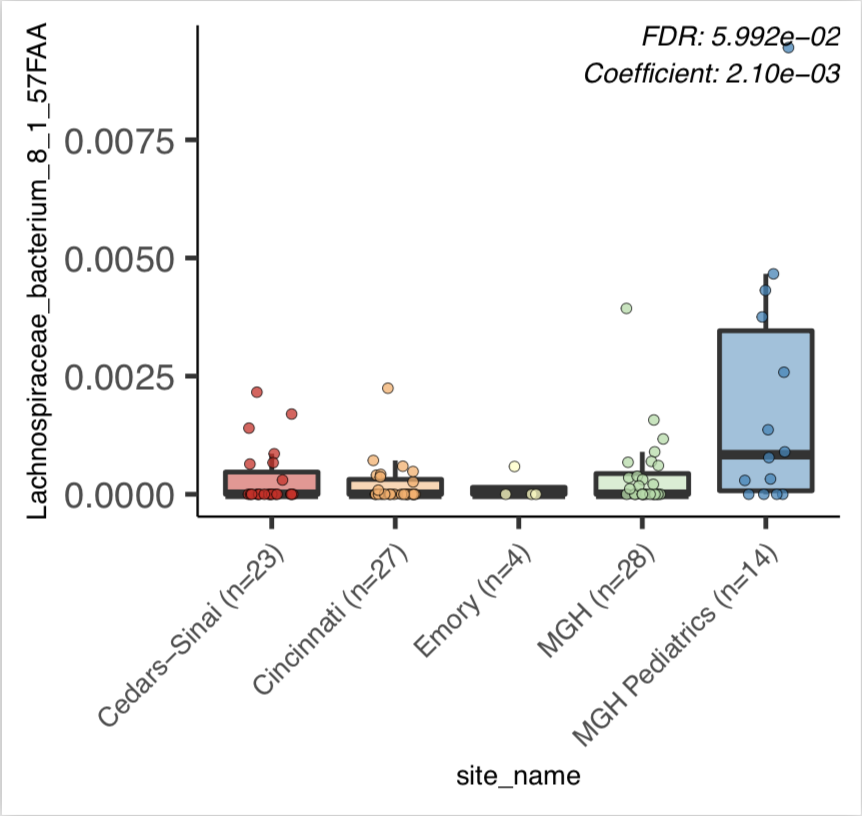 FDR: 5.992e−02
Coefficient: 2.10e−03
Lachnospiraceae_bacterium_8_1_57FAA
0.0075
0.0050
0.0025
0.0000
Cedars−Sinai (n=23)
Cincinnati (n=27)
Emory (n=4)
MGH (n=28)
MGH Pediatrics (n=14)
site_name